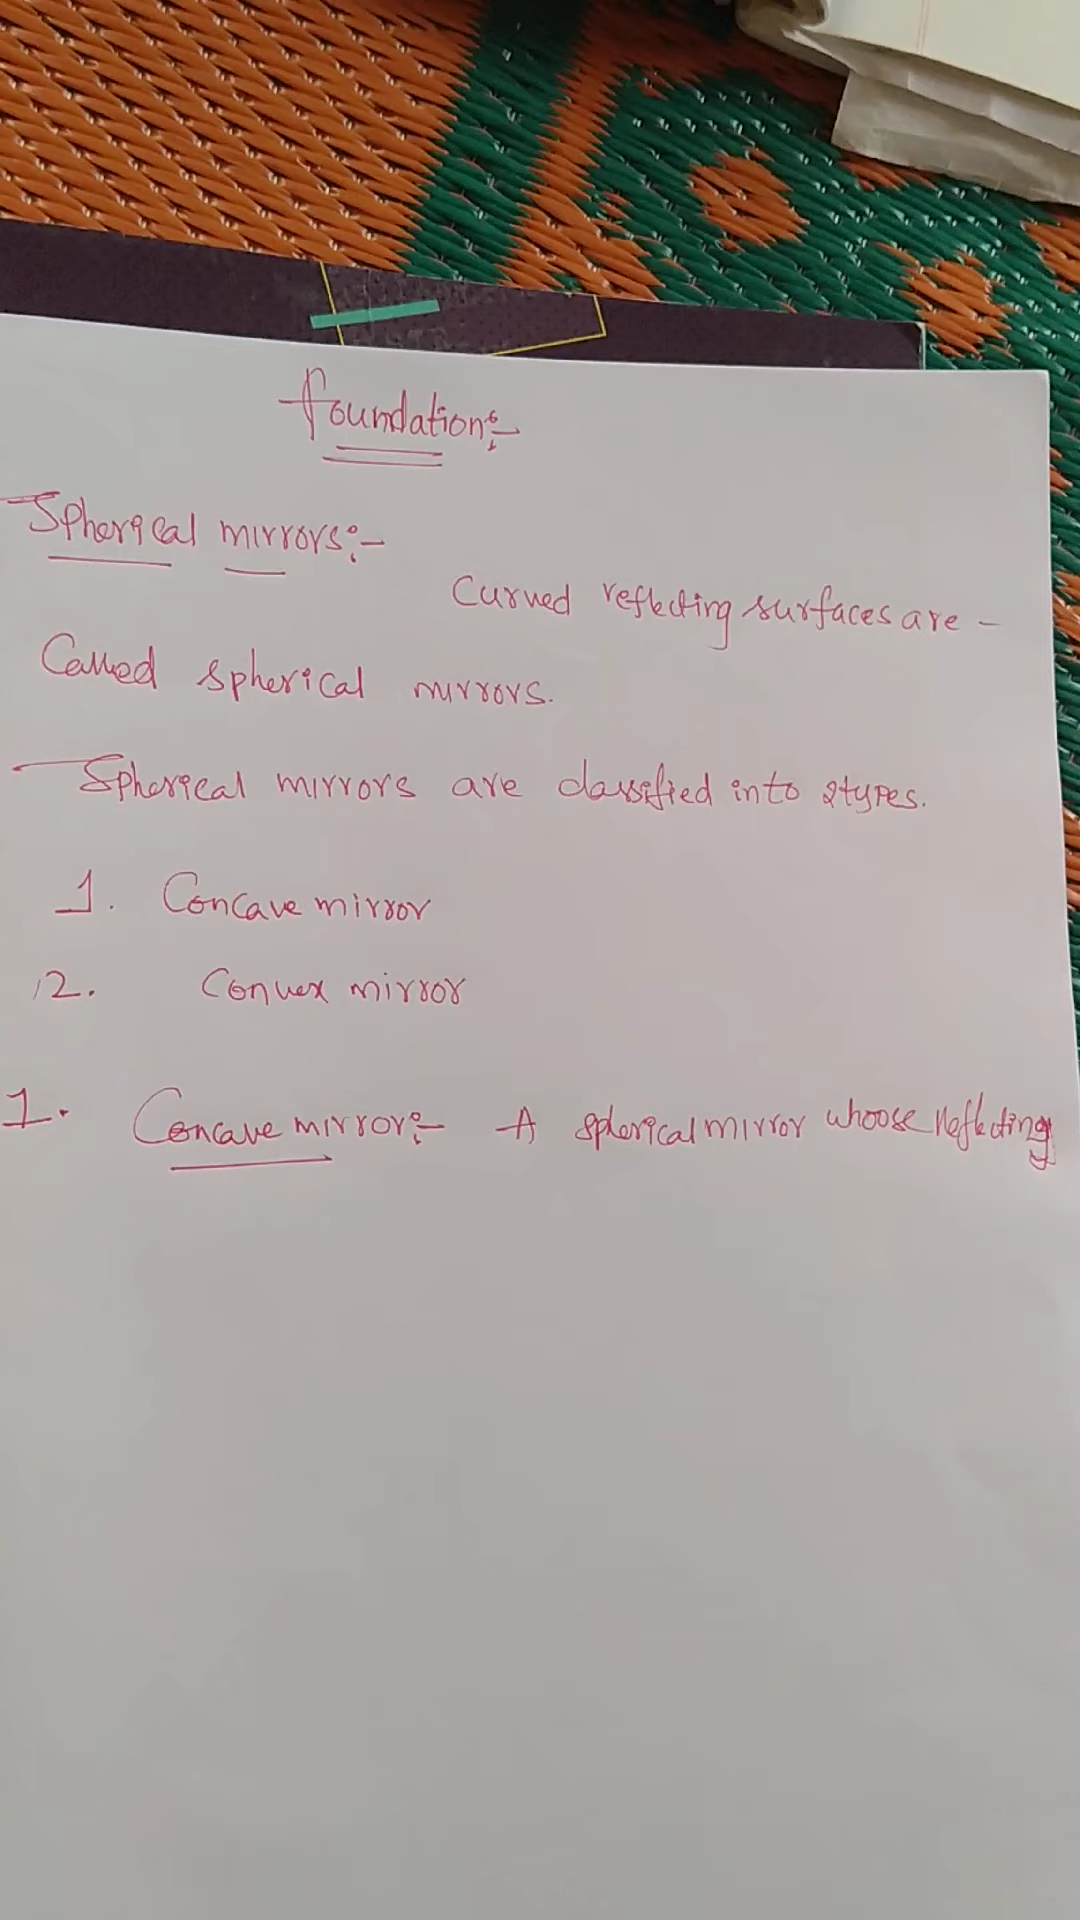 foundation:-
Spherical mirrors:-
Curved reflecting surfaces are -
Called spherical mirrors.
Spherical mirrors are classified into 2types.
1. Concave mirror
2. Convex mirror
1. Concave mirror:- A spherical mirror whoose reflecting